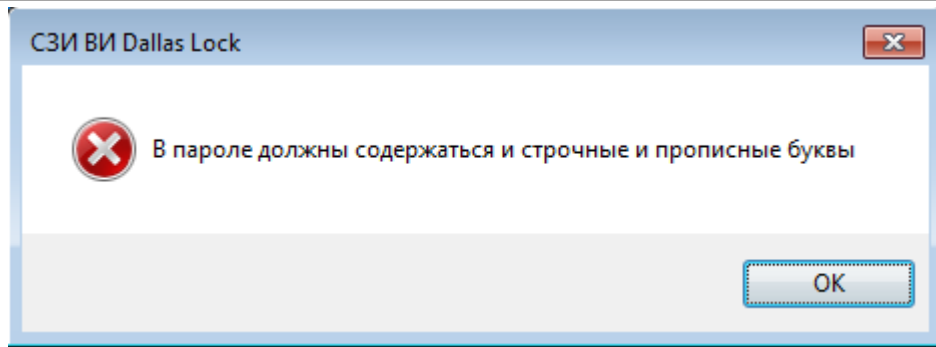 СЗИ ВИ Dallas Lock
В пароле должны содержаться и строчные и прописные буквы
OK